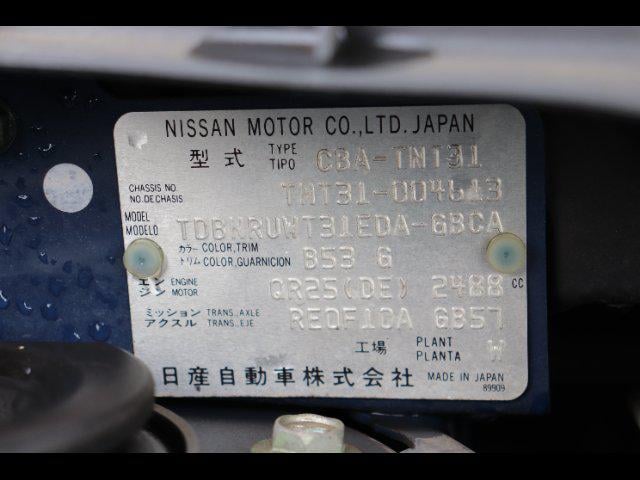 NISSAN MOTOR CO.,LTD. JAPAN
型式 TYPE TIPO CBA-TNT31
CHASSIS NO. NO.DE CHASIS TNT31-004613
MODEL MODELO TDBNRUWT31EDA-GBCA
カラー COLOR,TRIM トリム COLOR,GUARNICION B53 G
エンジン ENGINE MOTOR QR25(DE) 2488 CC
ミッション アクスル TRANS.,AXLE TRANS.,EJE RE0F10A GB57
工場 PLANT PLANTA W
日産自動車株式会社 MADE IN JAPAN
89909